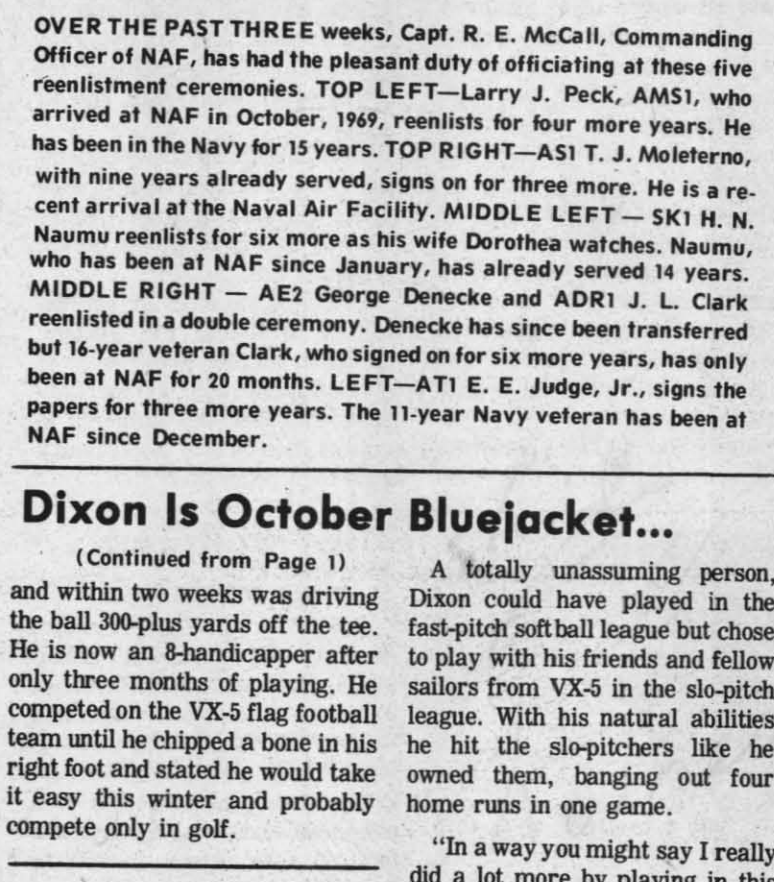 OVER THE PAST THREE weeks, Capt. R. E. McCall, Commanding
Officer of NAF, has had the pleasant duty of officiating at these five
reenlistment ceremonies. TOP LEFT—Larry J. Peck, AMS1, who
arrived at NAF in October, 1969, reenlists for four more years. He
has been in the Navy for 15 years. TOP RIGHT—AS1 T. J. Moleterno,
with nine years already served, signs on for three more. He is a re-
cent arrival at the Naval Air Facility. MIDDLE LEFT — SK1 H. N.
Naumu reenlists for six more as his wife Dorothea watches. Naumu,
who has been at NAF since January, has already served 14 years.
MIDDLE RIGHT — AE2 George Denecke and ADR1 J. L. Clark
reenlisted in a double ceremony. Denecke has since been transferred
but 16-year veteran Clark, who signed on for six more years, has only
been at NAF for 20 months. LEFT—AT1 E. E. Judge, Jr., signs the
papers for three more years. The 11-year Navy veteran has been at
NAF since December.
Dixon Is October Bluejacket...
(Continued from Page 1)
and within two weeks was driving
the ball 300-plus yards off the tee.
He is now an 8-handicapper after
only three months of playing. He
competed on the VX-5 flag football
team until he chipped a bone in his
right foot and stated he would take
it easy this winter and probably
compete only in golf.
A totally unassuming person,
Dixon could have played in the
fast-pitch softball league but chose
to play with his friends and fellow
sailors from VX-5 in the slo-pitch
league. With his natural abilities
he hit the slo-pitchers like he
owned them, banging out four
home runs in one game.
"In a way you might say I really
did a lot more by playing in this